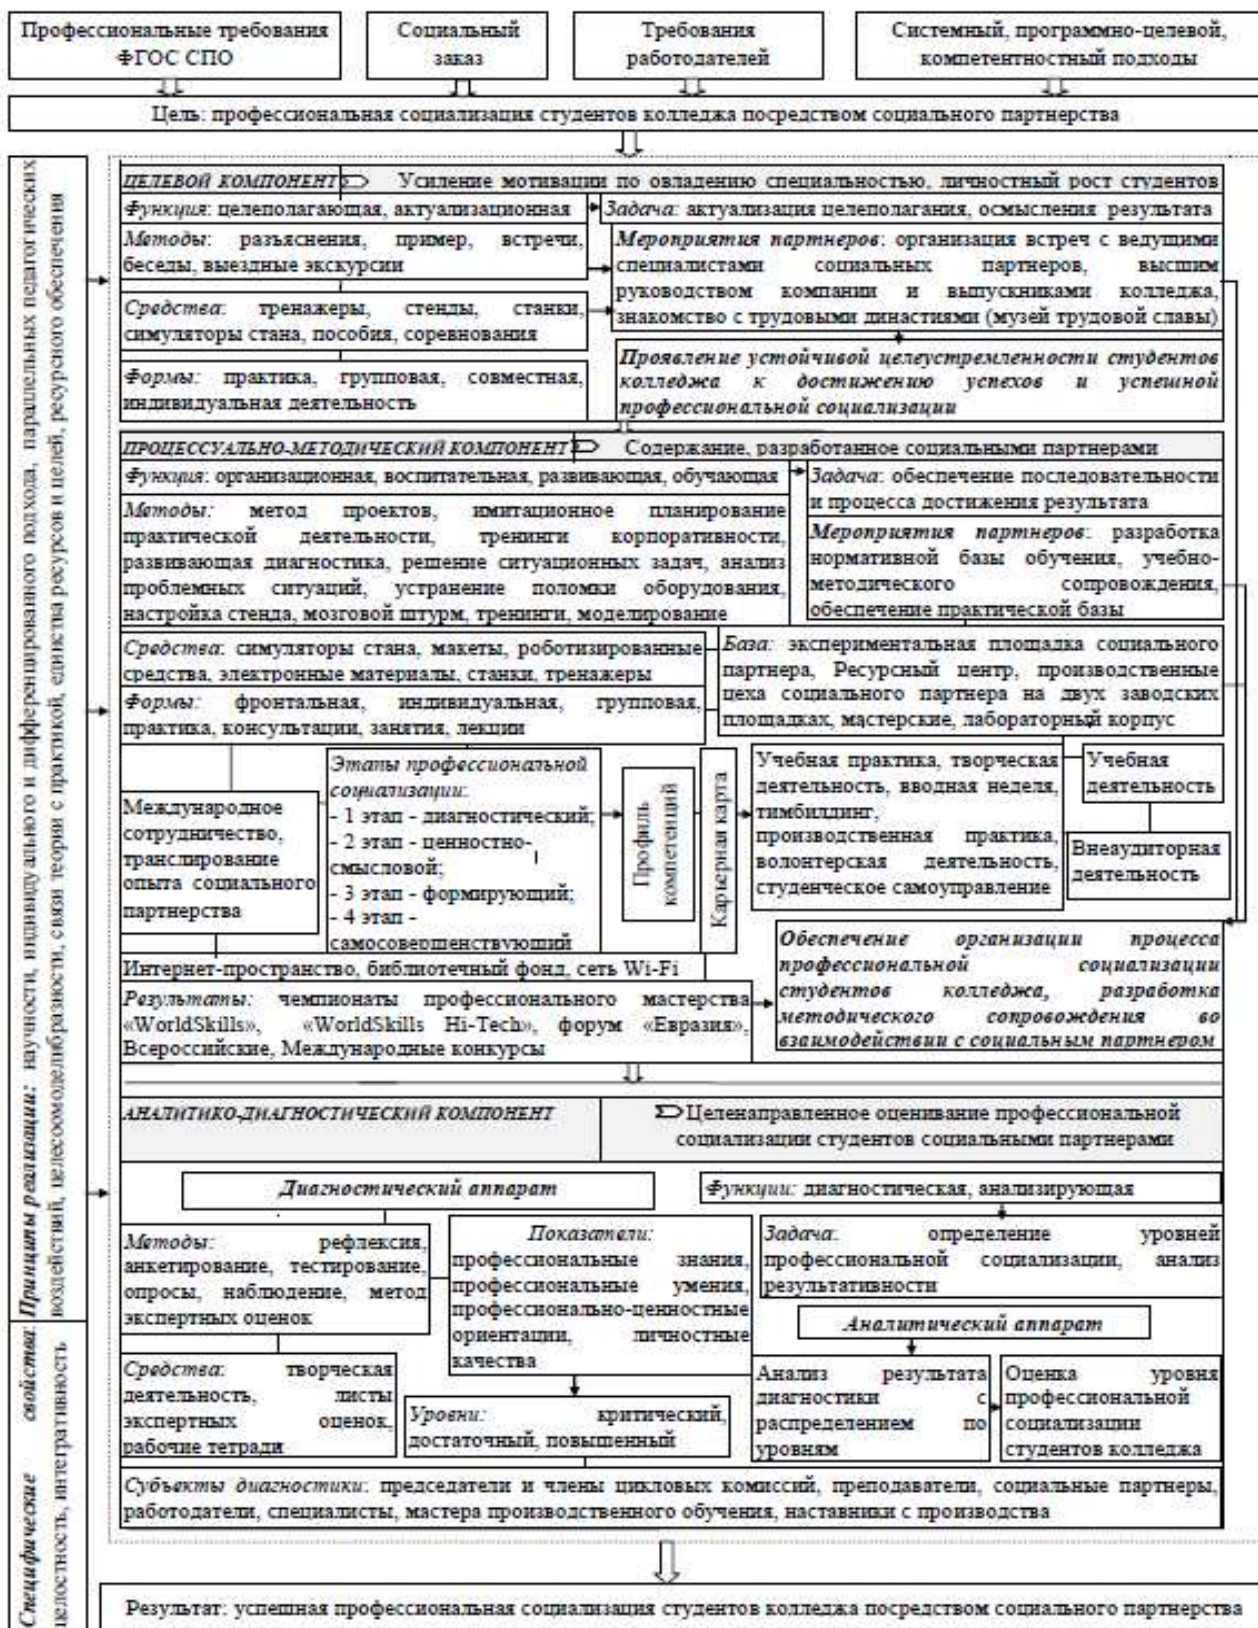 Профессиональные требования
ФГОС СПО
Социальный
заказ
Требования
работодателей
Системный, программно-целевой,
компетентностный подходы
Цель: профессиональная социализация студентов колледжа посредством социального партнерства
Принципы реализации: научности, индивидуального и дифференцированного подхода, параллельных педагогических
воздействий, целесообразности, связи теории с практикой, единства ресурсов и целей, ресурсного обеспечения
Специфические свойства:
целостность, интегративность
ЦЕЛЕВОЙ КОМПОНЕНТ
Усиление мотивации по овладению специальностью, личностный рост студентов
Функция: целеполагающая, актуализационная
Задача: актуализация целеполагания, осмысления результата
Методы: разъяснения, пример, встречи,
беседы, выездные экскурсии
Мероприятия партнеров: организация встреч с ведущими
специалистами социальных партнеров, высшим
руководством компании и выпускниками колледжа,
знакомство с трудовыми династиями (музей трудовой славы)
Средства: тренажеры, стенды, станки,
симуляторы стана, пособия, соревнования
Формы: практика, групповая, совместная,
индивидуальная деятельность
Проявление устойчивой целеустремленности студентов
колледжа к достижению успехов и успешной
профессиональной социализации
ПРОЦЕССУАЛЬНО-МЕТОДИЧЕСКИЙ КОМПОНЕНТ
Содержание, разработанное социальными партнерами
Функция: организационная, воспитательная, развивающая, обучающая
Задача: обеспечение последовательности
и процесса достижения результата
Методы: метод проектов, имитационное планирование
практической деятельности, тренинги корпоративности,
развивающая диагностика, решение ситуационных задач, анализ
проблемных ситуаций, устранение поломки оборудования,
настройка стенда, мозговой штурм, тренинги, моделирование
Мероприятия партнеров: разработка
нормативной базы обучения, учебно-
методического сопровождения,
обеспечение практической базы
Средства: симуляторы стана, макеты, роботизированные
средства, электронные материалы, станки, тренажеры
База: экспериментальная площадка социального
партнера, Ресурсный центр, производственные
цеха социального партнера на двух заводских
площадках, мастерские, лабораторный корпус
Формы: фронтальная, индивидуальная, групповая,
практика, консультации, занятия, лекции
Международное
сотрудничество,
транслирование
опыта социального
партнерства
Этапы профессиональной
социализации:
- 1 этап - диагностический;
- 2 этап - ценностно-
смысловой;
- 3 этап - формирующий;
- 4 этап -
самосовершенствующий
Профиль
компетенций
Карьерная карта
Учебная практика, творческая
деятельность, вводная неделя,
тимбилдинг,
производственная практика,
волонтерская деятельность,
студенческое самоуправление
Учебная
деятельность
Внеаудиторная
деятельность
Интернет-пространство, библиотечный фонд, сеть Wi-Fi
Результаты: чемпионаты профессионального мастерства
«WorldSkills», «WorldSkills Hi-Tech», форум «Евразия»,
Всероссийские, Международные конкурсы
Обеспечение организации процесса
профессиональной социализации
студентов колледжа, разработка
методического сопровождения во
взаимодействии с социальным партнером
АНАЛИТИКО-ДИАГНОСТИЧЕСКИЙ КОМПОНЕНТ
Целенаправленное оценивание профессиональной
социализации студентов социальными партнерами
Диагностический аппарат
Функции: диагностическая, анализирующая
Методы: рефлексия,
анкетирование, тестирование,
опросы, наблюдение, метод
экспертных оценок
Показатели:
профессиональные знания,
профессиональные умения,
профессионально-ценностные
ориентации, личностные
качества
Задача: определение уровней
профессиональной социализации, анализ
результативности
Аналитический аппарат
Средства: творческая
деятельность, листы
экспертных оценок,
рабочие тетради
Уровни: критический,
достаточный, повышенный
Анализ результата
диагностики с
распределением по
уровням
Оценка уровня
профессиональной
социализации
студентов колледжа
Субъекты диагностики: председатели и члены цикловых комиссий, преподаватели, социальные партнеры,
работодатели, специалисты, мастера производственного обучения, наставники с производства
Результат: успешная профессиональная социализация студентов колледжа посредством социального партнерства